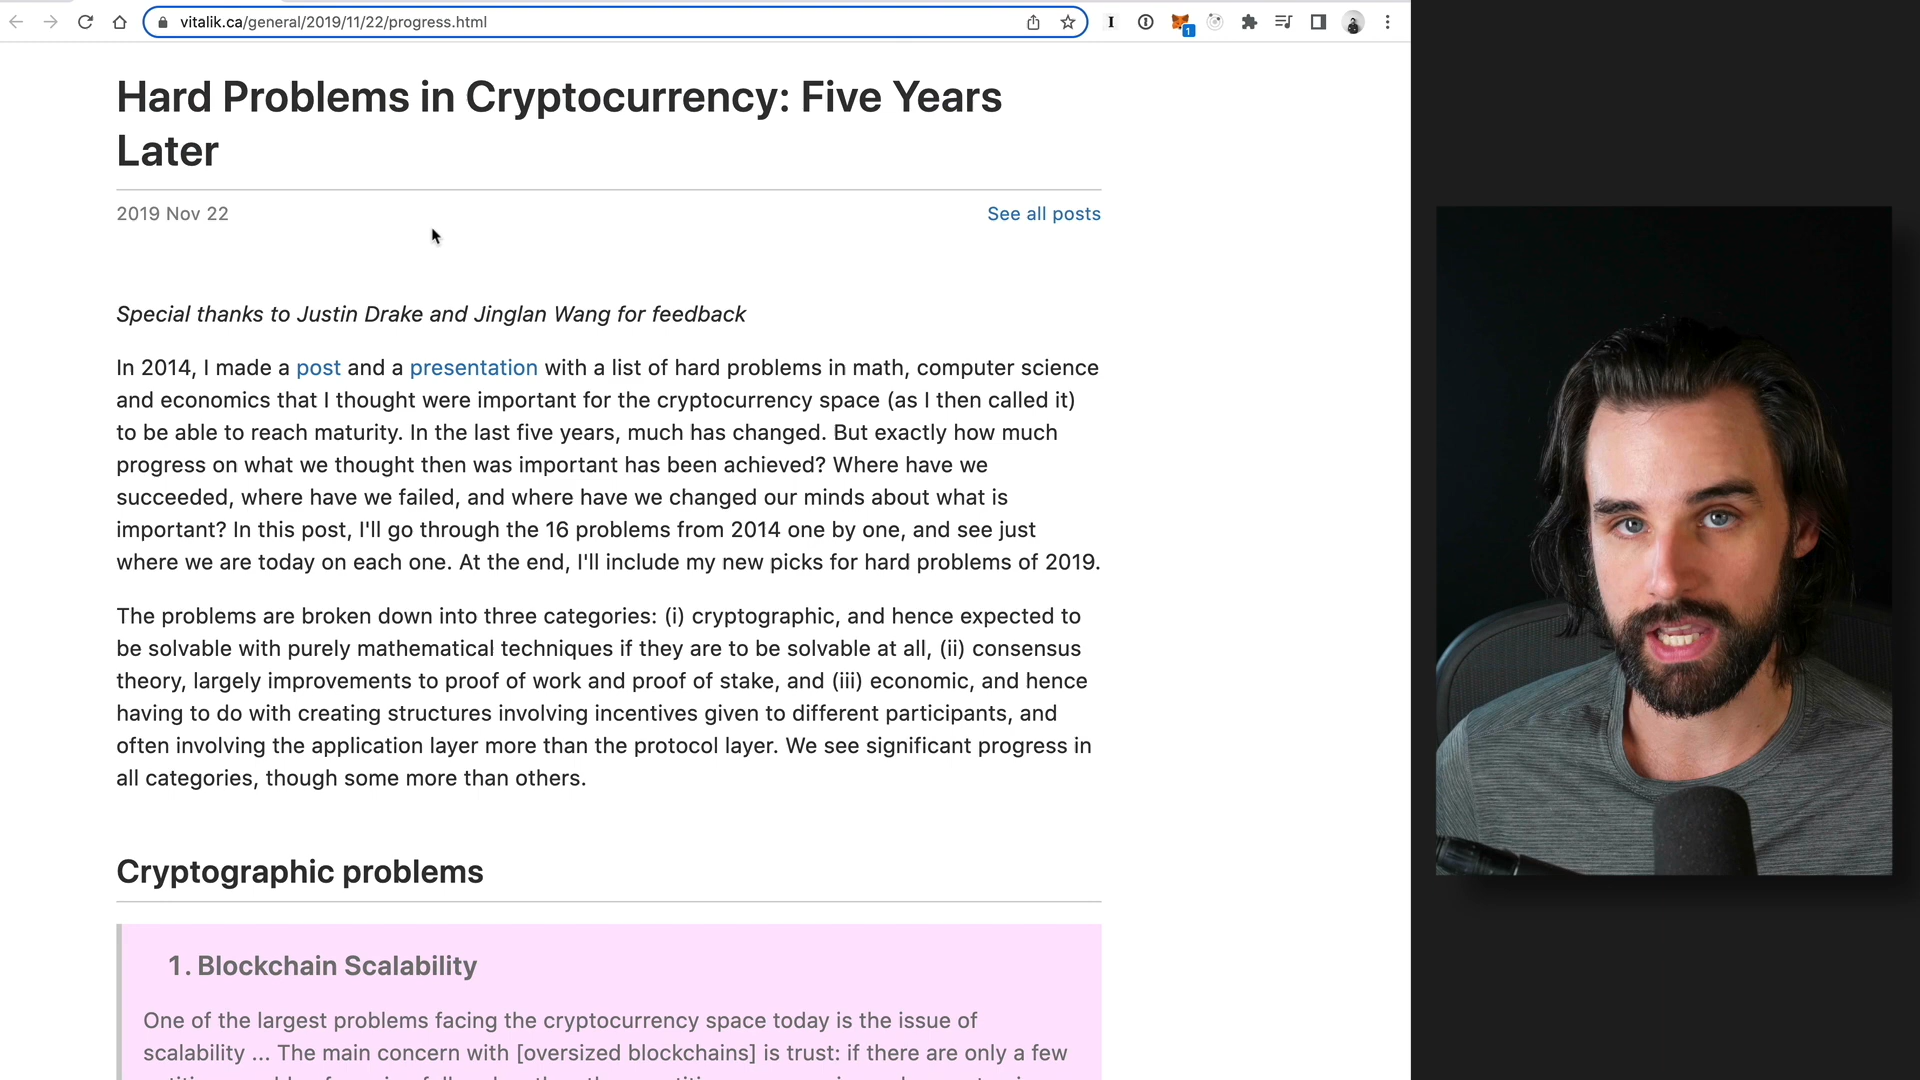 vitalik.ca/general/2019/11/22/progress.html
1
Hard Problems in Cryptocurrency: Five Years
Later
2019 Nov 22
See all posts
Special thanks to Justin Drake and Jinglan Wang for feedback
In 2014, I made a post and a presentation with a list of hard problems in math, computer science
and economics that I thought were important for the cryptocurrency space (as I then called it)
to be able to reach maturity. In the last five years, much has changed. But exactly how much
progress on what we thought then was important has been achieved? Where have we
succeeded, where have we failed, and where have we changed our minds about what is
important? In this post, I'll go through the 16 problems from 2014 one by one, and see just
where we are today on each one. At the end, I'll include my new picks for hard problems of 2019.
The problems are broken down into three categories: (i) cryptographic, and hence expected to
be solvable with purely mathematical techniques if they are to be solvable at all, (ii) consensus
theory, largely improvements to proof of work and proof of stake, and (iii) economic, and hence
having to do with creating structures involving incentives given to different participants, and
often involving the application layer more than the protocol layer. We see significant progress in
all categories, though some more than others.
Cryptographic problems
1. Blockchain Scalability
One of the largest problems facing the cryptocurrency space today is the issue of
scalability ... The main concern with [oversized blockchains] is trust: if there are only a few